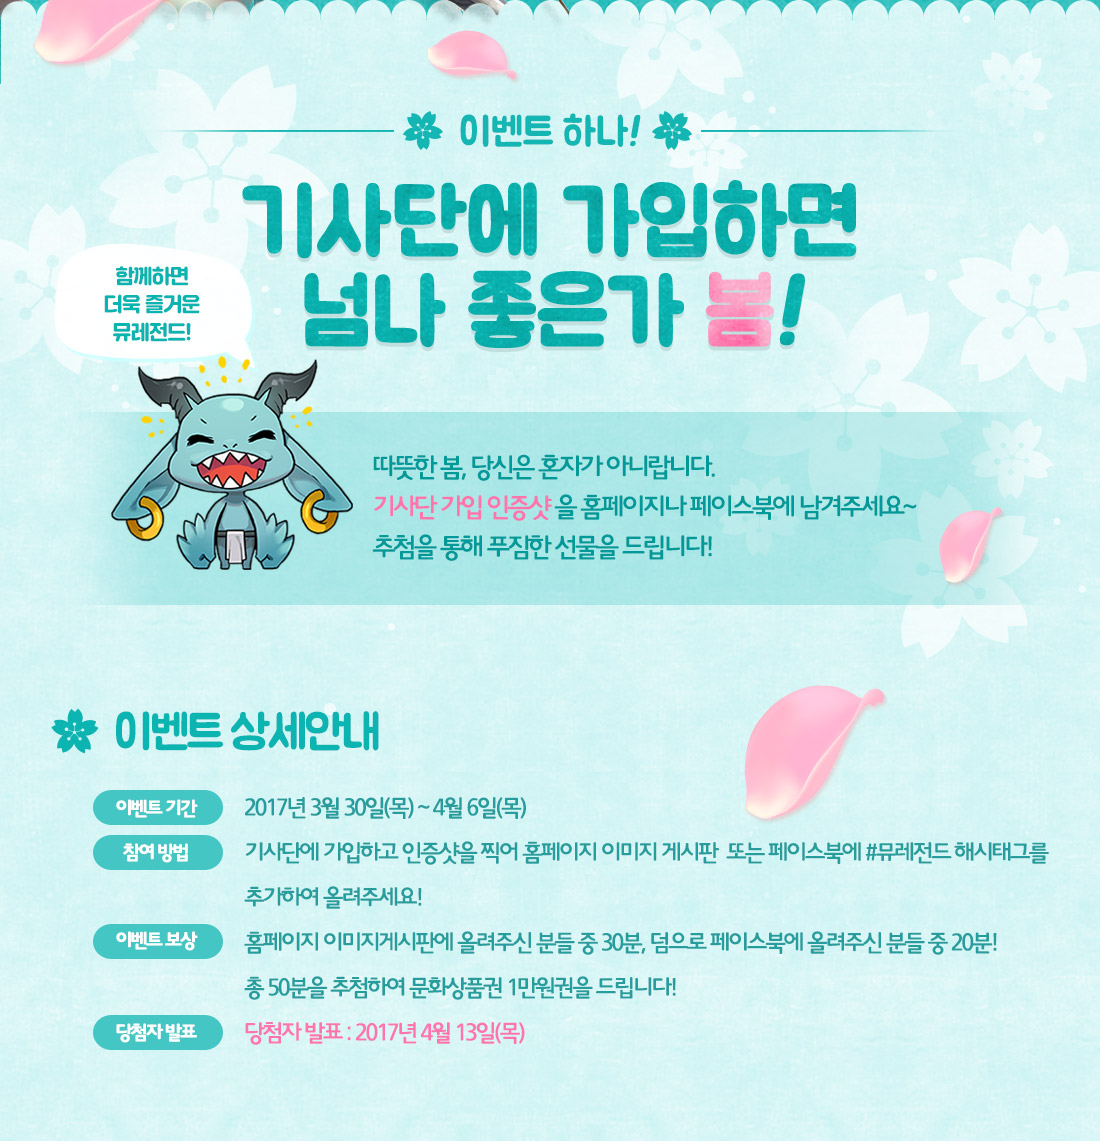 이벤트 하나!
기사단에 가입하면
넘나 좋은가 봄!
함께하면
더욱 즐거운
뮤레전드!
따뜻한 봄, 당신은 혼자가 아니랍니다.
기사단 가입 인증샷 을 홈페이지나 페이스북에 남겨주세요~
추첨을 통해 푸짐한 선물을 드립니다!
이벤트 상세안내
이벤트 기간 2017년 3월 30일(목) ~ 4월 6일(목)
참여 방법 기사단에 가입하고 인증샷을 찍어 홈페이지 이미지 게시판 또는 페이스북에 #뮤레전드 해시태그를
추가하여 올려주세요!
이벤트 보상 홈페이지 이미지게시판에 올려주신 분들 중 30분, 덤으로 페이스북에 올려주신 분들 중 20분!
총 50분을 추첨하여 문화상품권 1만원권을 드립니다!
당첨자 발표 당첨자 발표 : 2017년 4월 13일(목)